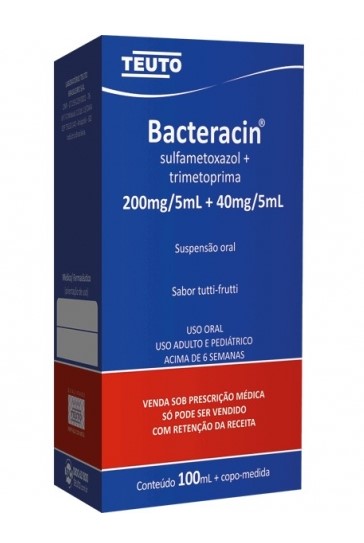 TEUTO
Bacteracin®
sulfametoxazol +
trimetoprima
200mg/5mL + 40mg/5mL
Suspensão oral
Sabor tutti-frutti
USO ORAL
USO ADULTO E PEDIÁTRICO
ACIMA DE 6 SEMANAS
VENDA SOB PRESCRIÇÃO MÉDICA
SÓ PODE SER VENDIDO
COM RETENÇÃO DA RECEITA
Conteúdo 100mL + copo-medida
TEUTO